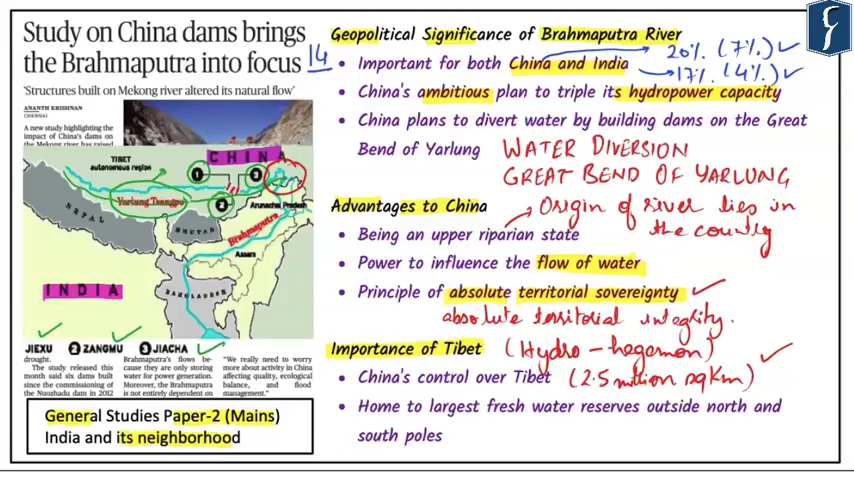 Study on China dams brings
the Brahmaputra into focus
14
'Structures built on Mekong river altered its natural flow'
ANANTH KRISHNAN
CHENNAI
A new study highlighting the
impact of China's dams on
the Mekong river has raised
TIBET
autonomous region
CHINA
1
3
Yarlung Tsangpo
2
Arunachal Pradesh
NEPAL
BHUTAN
Brahmaputra
Assam
INDIA
BANGLADESH
JIEXU 2 ZANGMU 3 JIACHA
drought.
The study released this
month said six dams built
since the commissioning of
the Nuozhadu dam in 2012
Brahmaputra's flows be-
cause they are only storing
water for power generation.
Moreover, the Brahmaputra
is not entirely dependent on
"We really need to worry
more about activity in China
affecting quality, ecological
balance, and flood
management."
General Studies Paper-2 (Mains)
India and its neighborhood
Geopolitical Significance of Brahmaputra River
20%. (7%.)
• Important for both China and India
17%. (4%.)
• China's ambitious plan to triple its hydropower capacity
• China plans to divert water by building dams on the Great
Bend of Yarlung
WATER DIVERSION
GREAT BEND OF YARLUNG
Advantages to China
Origin of river lies in
the country
• Being an upper riparian state
• Power to influence the flow of water
• Principle of absolute territorial sovereignty
absolute territorial integrity.
Importance of Tibet (Hydro-hegemon)
• China's control over Tibet (2.5 million sq Km)
• Home to largest fresh water reserves outside north and
south poles